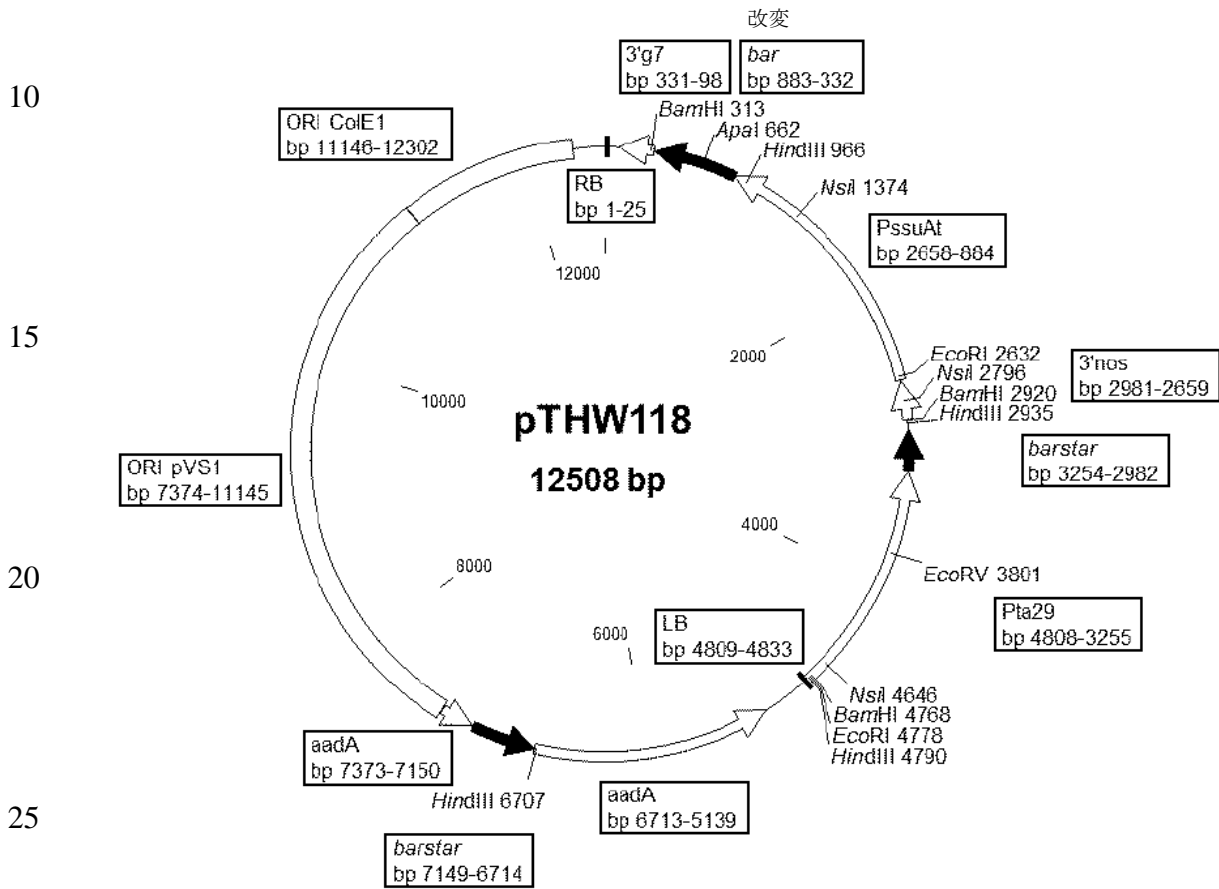 改変
3'g7
bp 331-98
bar
bp 883-332
10
BamHI 313
ORI ColE1
bp 11146-12302
ApaI 662
HindIII 966
RB
bp 1-25
NsiI 1374
PssuAt
bp 2658-884
12000
15
2000
EcoRI 2632
NsiI 2796
BamHI 2920
HindIII 2935
3'nos
bp 2981-2659
10000
pTHW118
12508 bp
barstar
bp 3254-2982
ORI pVS1
bp 7374-11145
4000
20
8000
EcoRV 3801
Pta29
bp 4808-3255
6000
LB
bp 4809-4833
NsiI 4646
BamHI 4768
EcoRI 4778
HindIII 4790
aadA
bp 7373-7150
HindIII 6707
aadA
bp 6713-5139
25
barstar
bp 7149-6714